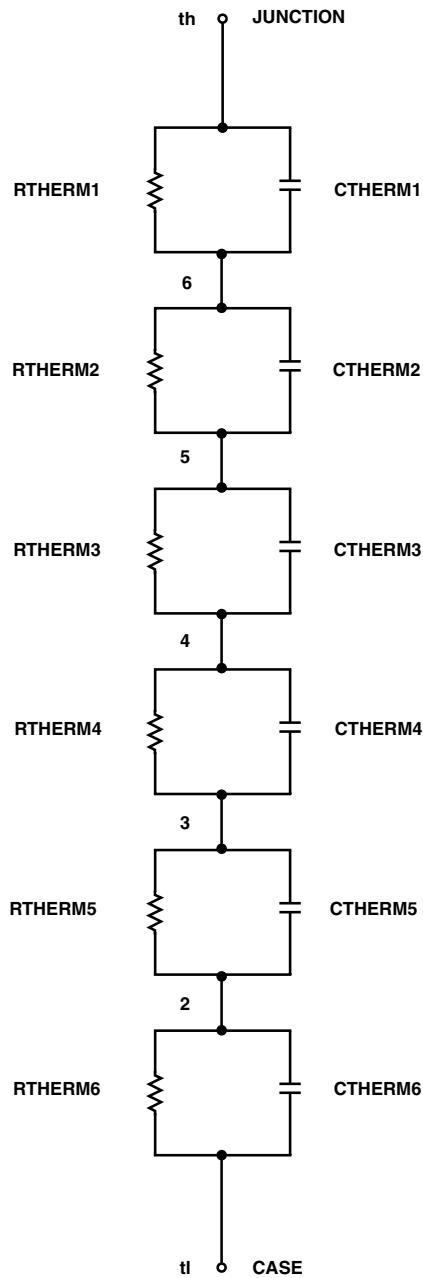 th JUNCTION
RTHERM1 CTHERM1
6
RTHERM2 CTHERM2
5
RTHERM3 CTHERM3
4
RTHERM4 CTHERM4
3
RTHERM5 CTHERM5
2
RTHERM6 CTHERM6
tl CASE